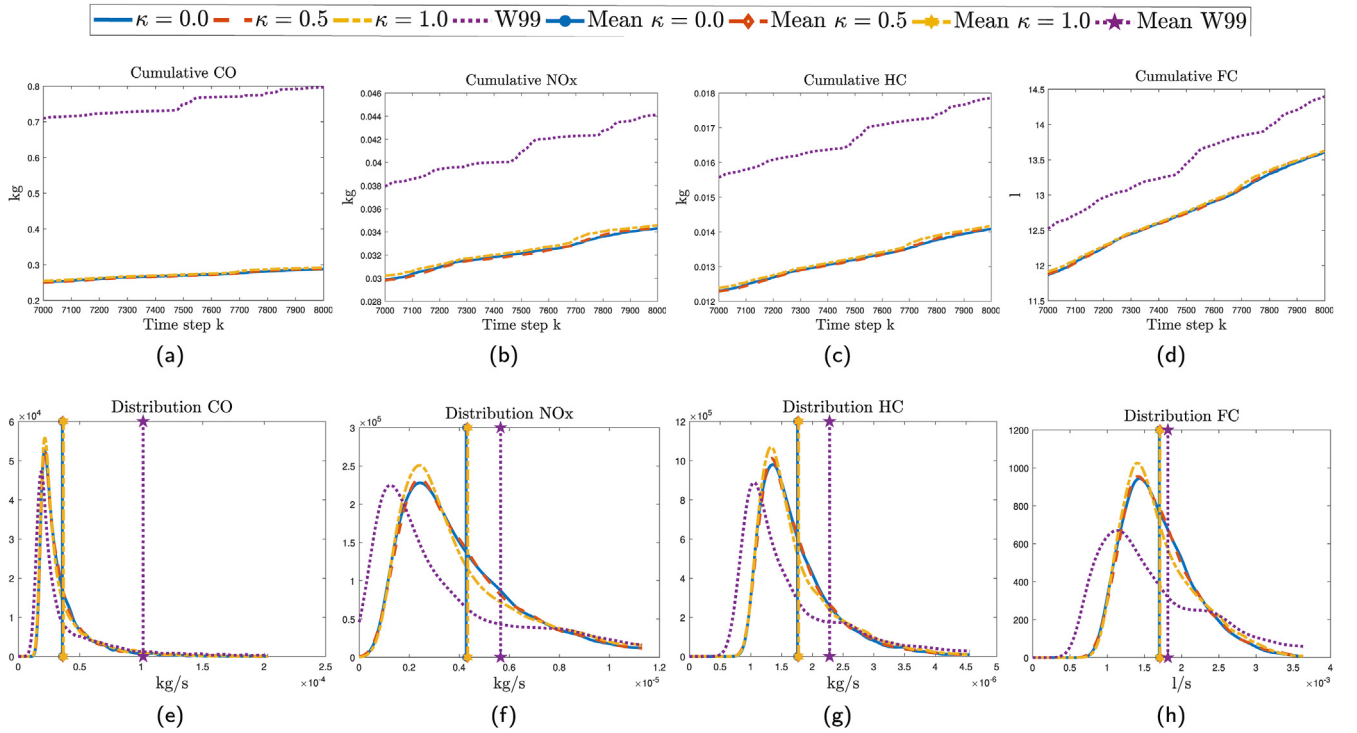 κ = 0.0 κ = 0.5 κ = 1.0 W99 Mean κ = 0.0 Mean κ = 0.5 Mean κ = 1.0 Mean W99
Cumulative CO
kg
0.8
0.7
0.6
0.5
0.4
0.3
0.2
7000 7100 7200 7300 7400 7500 7600 7700 7800 7900 8000
Time step k
(a)
Cumulative NOx
kg
0.046
0.044
0.042
0.04
0.038
0.036
0.034
0.032
0.03
0.028
7000 7100 7200 7300 7400 7500 7600 7700 7800 7900 8000
Time step k
(b)
Cumulative HC
kg
0.018
0.017
0.016
0.015
0.014
0.013
0.012
7000 7100 7200 7300 7400 7500 7600 7700 7800 7900 8000
Time step k
(c)
Cumulative FC
l
14.5
14
13.5
13
12.5
12
11.5
7000 7100 7200 7300 7400 7500 7600 7700 7800 7900 8000
Time step k
(d)
Distribution CO
×10⁴
6
5
4
3
2
1
0
0 0.5 1 1.5 2 2.5
kg/s ×10⁻⁴
(e)
Distribution NOx
×10⁵
3
2.5
2
1.5
1
0.5
0
0 0.2 0.4 0.6 0.8 1 1.2
kg/s ×10⁻⁵
(f)
Distribution HC
×10⁵
12
10
8
6
4
2
0
0 0.5 1 1.5 2 2.5 3 3.5 4 4.5 5
kg/s ×10⁻⁶
(g)
Distribution FC
1200
1000
800
600
400
200
0
0 0.5 1 1.5 2 2.5 3 3.5 4
l/s ×10⁻³
(h)